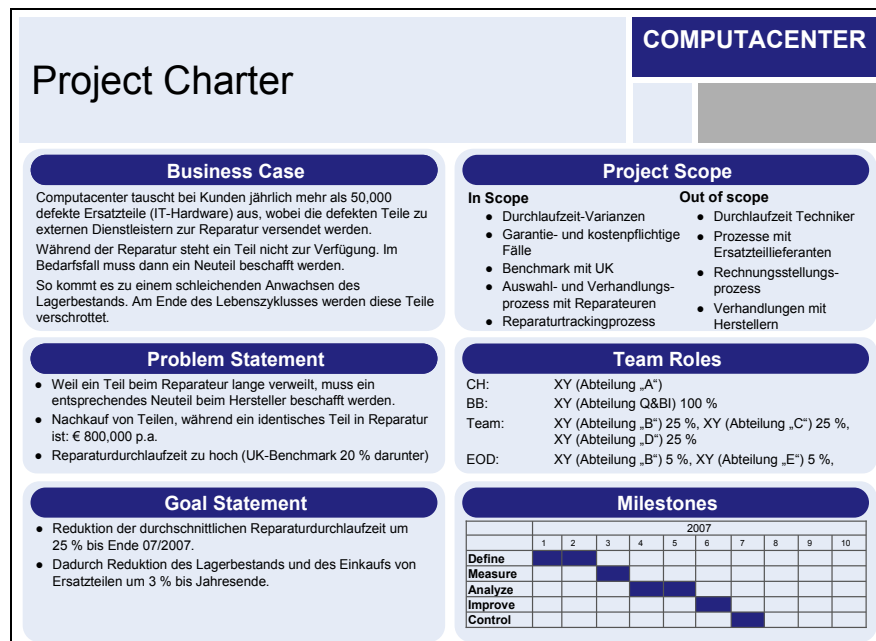 Project Charter
COMPUTACENTER
Business Case
Computacenter tauscht bei Kunden jährlich mehr als 50,000
defekte Ersatzteile (IT-Hardware) aus, wobei die defekten Teile zu
externen Dienstleistern zur Reparatur versendet werden.
Während der Reparatur steht ein Teil nicht zur Verfügung. Im
Bedarfsfall muss dann ein Neuteil beschafft werden.
So kommt es zu einem schleichenden Anwachsen des
Lagerbestands. Am Ende des Lebenszyklusses werden diese Teile
verschrottet.
Project Scope
In Scope
● Durchlaufzeit-Varianzen
● Garantie- und kostenpflichtige
Fälle
● Benchmark mit UK
● Auswahl- und Verhandlungs-
prozess mit Reparateuren
● Reparaturtrackingprozess
Out of scope
● Durchlaufzeit Techniker
● Prozesse mit
Ersatzteillieferanten
● Rechnungsstellungs-
prozess
● Verhandlungen mit
Herstellern
Problem Statement
● Weil ein Teil beim Reparateur lange verweilt, muss ein
entsprechendes Neuteil beim Hersteller beschafft werden.
● Nachkauf von Teilen, während ein identisches Teil in Reparatur
ist: € 800,000 p.a.
● Reparaturdurchlaufzeit zu hoch (UK-Benchmark 20 % darunter)
Team Roles
CH: XY (Abteilung „A“)
BB: XY (Abteilung Q&BI) 100 %
Team: XY (Abteilung „B“) 25 %, XY (Abteilung „C“) 25 %,
XY (Abteilung „D“) 25 %
EOD: XY (Abteilung „B“) 5 %, XY (Abteilung „E“) 5 %,
Goal Statement
● Reduktion der durchschnittlichen Reparaturdurchlaufzeit um
25 % bis Ende 07/2007.
● Dadurch Reduktion des Lagerbestands und des Einkaufs von
Ersatzteilen um 3 % bis Jahresende.
Milestones
2007
1 2 3 4 5 6 7 8 9 10
Define
Measure
Analyze
Improve
Control